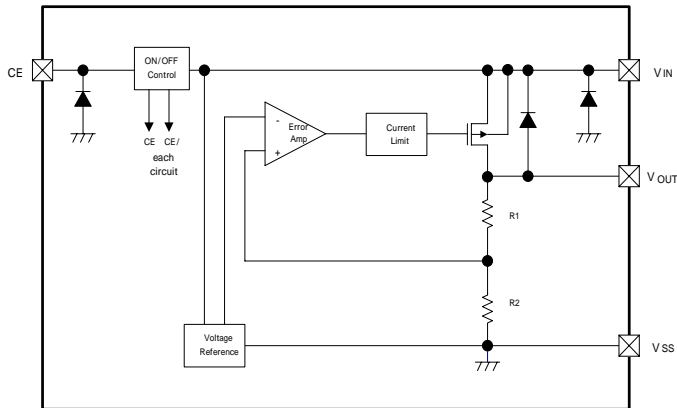 ON/OFF
Control
CE
VIN
CE CE/
each
circuit
-
Error
Amp
+
Current
Limit
VOUT
R1
R2
Voltage
Reference
VSS